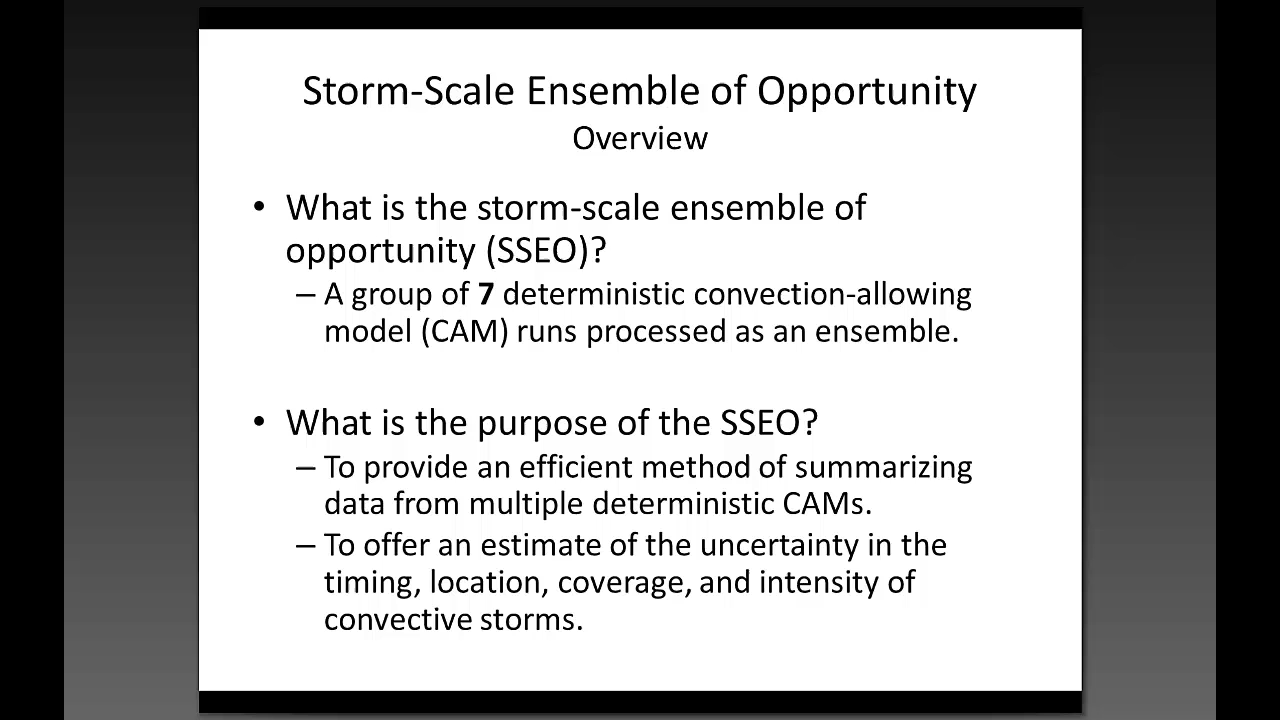 Storm-Scale Ensemble of Opportunity
Overview
• What is the storm-scale ensemble of
opportunity (SSEO)?
– A group of 7 deterministic convection-allowing
model (CAM) runs processed as an ensemble.
• What is the purpose of the SSEO?
– To provide an efficient method of summarizing
data from multiple deterministic CAMs.
– To offer an estimate of the uncertainty in the
timing, location, coverage, and intensity of
convective storms.